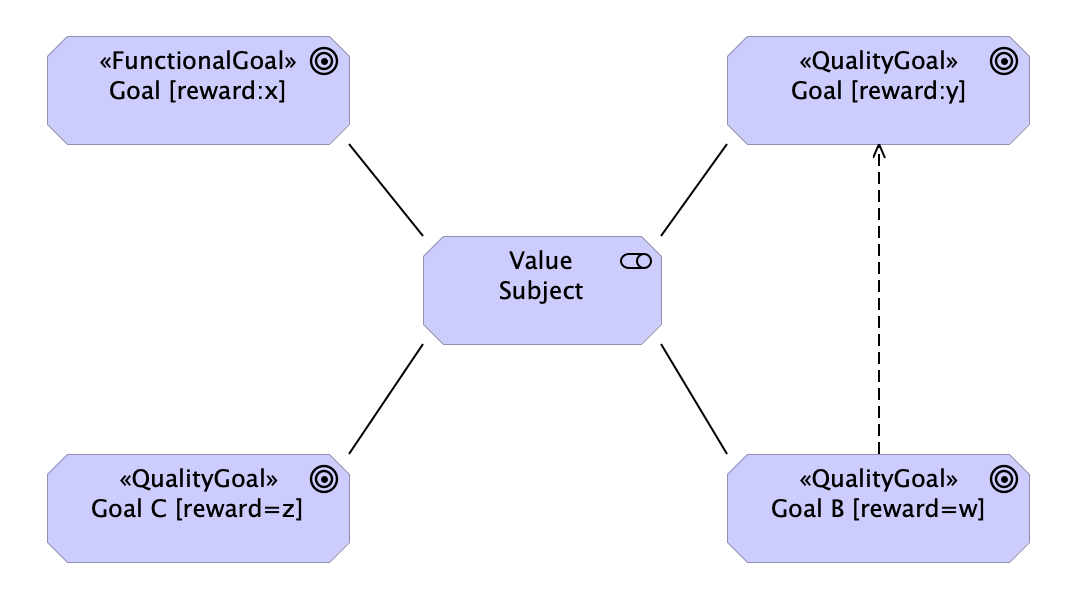 «FunctionalGoal»
Goal [reward:x]
«QualityGoal»
Goal [reward:y]
Value
Subject
«QualityGoal»
Goal C [reward=z]
«QualityGoal»
Goal B [reward=w]